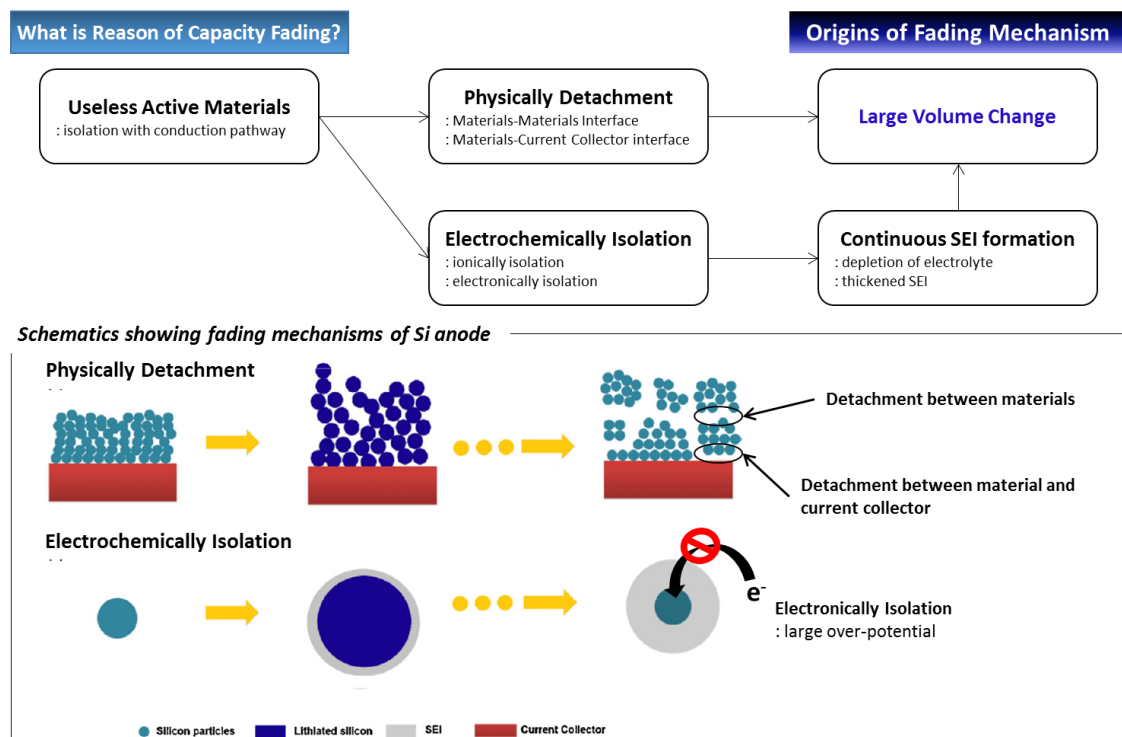 What is Reason of Capacity Fading?
Origins of Fading Mechanism
Useless Active Materials
: isolation with conduction pathway
Physically Detachment
: Materials-Materials Interface
: Materials-Current Collector interface
Large Volume Change
Electrochemically Isolation
: ionically isolation
: electronically isolation
Continuous SEI formation
: depletion of electrolyte
: thickened SEI
Schematics showing fading mechanisms of Si anode
Physically Detachment
Detachment between materials
Detachment between material and
current collector
Electrochemically Isolation
e-
Electronically Isolation
: large over-potential
Silicon particles
Lithiated silicon
SEI
Current Collector